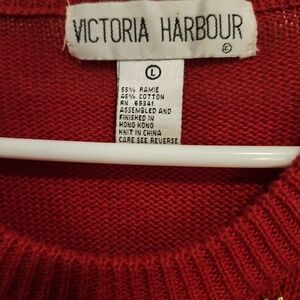 VICTORIA HARBOUR
©
L
55% RAMIE
45% COTTON
RN 69341
ASSEMBLED AND
FINISHED IN
HONG KONG
KNIT IN CHINA
CARE SEE REVERSE